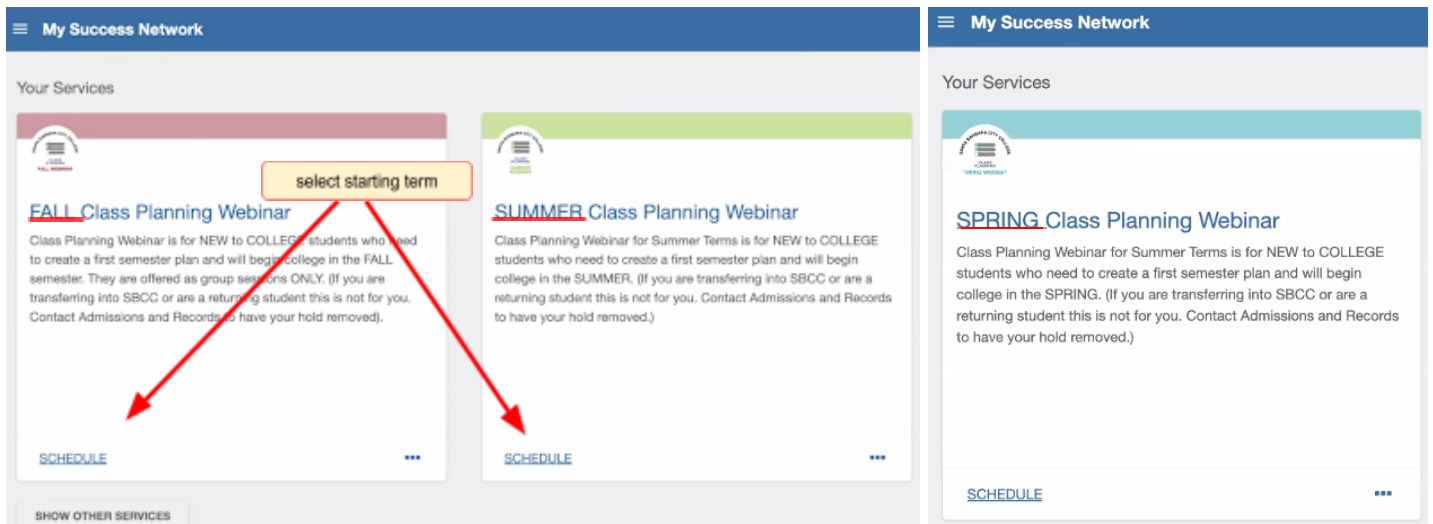 My Success Network
Your Services
FALL WEBINAR
select starting term
FALL Class Planning Webinar
Class Planning Webinar is for NEW to COLLEGE students who need
to create a first semester plan and will begin college in the FALL
semester. They are offered as group sessions ONLY. (If you are
transferring into SBCC or are a returning student this is not for you.
Contact Admissions and Records to have your hold removed).
SCHEDULE
SHOW OTHER SERVICES
SUMMER Class Planning Webinar
Class Planning Webinar for Summer Terms is for NEW to COLLEGE
students who need to create a first semester plan and will begin
college in the SUMMER. (If you are transferring into SBCC or are a
returning student this is not for you. Contact Admissions and Records
to have your hold removed.)
SCHEDULE
My Success Network
Your Services
SANTA BARBARA CITY COLLEGE
CLASS
PLANNING
SPRING Class Planning Webinar
Class Planning Webinar for Summer Terms is for NEW to COLLEGE
students who need to create a first semester plan and will begin
college in the SPRING. (If you are transferring into SBCC or are a
returning student this is not for you. Contact Admissions and Records
to have your hold removed.)
SCHEDULE